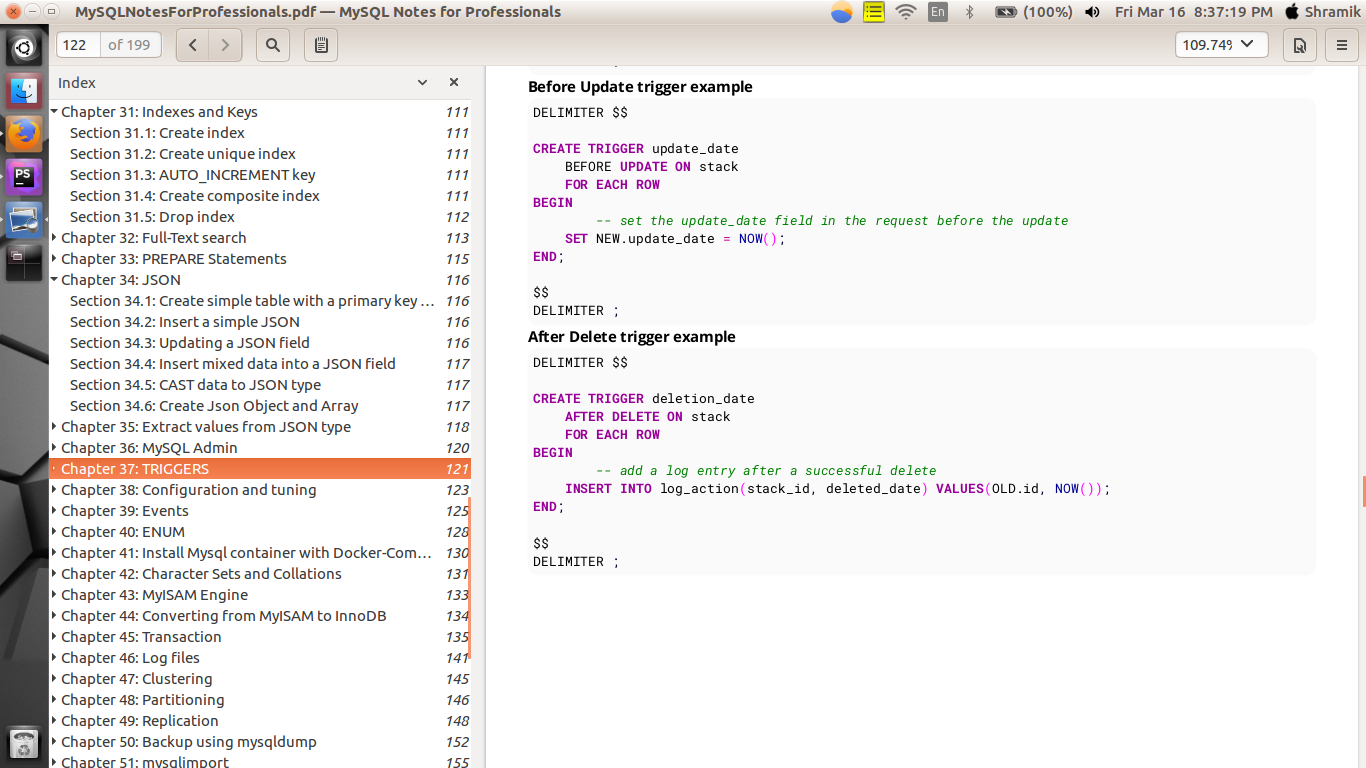 MySQLNotesForProfessionals.pdf — MySQL Notes for Professionals
En
(100%)
Fri Mar 16 8:37:19 PM
Shramik
122 of 199
109.74%
Index
Chapter 31: Indexes and Keys 111
Section 31.1: Create index 111
Section 31.2: Create unique index 111
Section 31.3: AUTO_INCREMENT key 111
Section 31.4: Create composite index 111
Section 31.5: Drop index 112
Chapter 32: Full-Text search 113
Chapter 33: PREPARE Statements 115
Chapter 34: JSON 116
Section 34.1: Create simple table with a primary key ... 116
Section 34.2: Insert a simple JSON 116
Section 34.3: Updating a JSON field 116
Section 34.4: Insert mixed data into a JSON field 117
Section 34.5: CAST data to JSON type 117
Section 34.6: Create Json Object and Array 117
Chapter 35: Extract values from JSON type 118
Chapter 36: MySQL Admin 120
Chapter 37: TRIGGERS 121
Chapter 38: Configuration and tuning 123
Chapter 39: Events 125
Chapter 40: ENUM 128
Chapter 41: Install Mysql container with Docker-Com... 130
Chapter 42: Character Sets and Collations 131
Chapter 43: MyISAM Engine 133
Chapter 44: Converting from MyISAM to InnoDB 134
Chapter 45: Transaction 135
Chapter 46: Log files 141
Chapter 47: Clustering 145
Chapter 48: Partitioning 146
Chapter 49: Replication 148
Chapter 50: Backup using mysqldump 152
Chapter 51: mysqlimport 155
PS
Before Update trigger example
DELIMITER $$
CREATE TRIGGER update_date
BEFORE UPDATE ON stack
FOR EACH ROW
BEGIN
-- set the update_date field in the request before the update
SET NEW.update_date = NOW();
END;
$$
DELIMITER ;
After Delete trigger example
DELIMITER $$
CREATE TRIGGER deletion_date
AFTER DELETE ON stack
FOR EACH ROW
BEGIN
-- add a log entry after a successful delete
INSERT INTO log_action(stack_id, deleted_date) VALUES(OLD.id, NOW());
END;
$$
DELIMITER ;